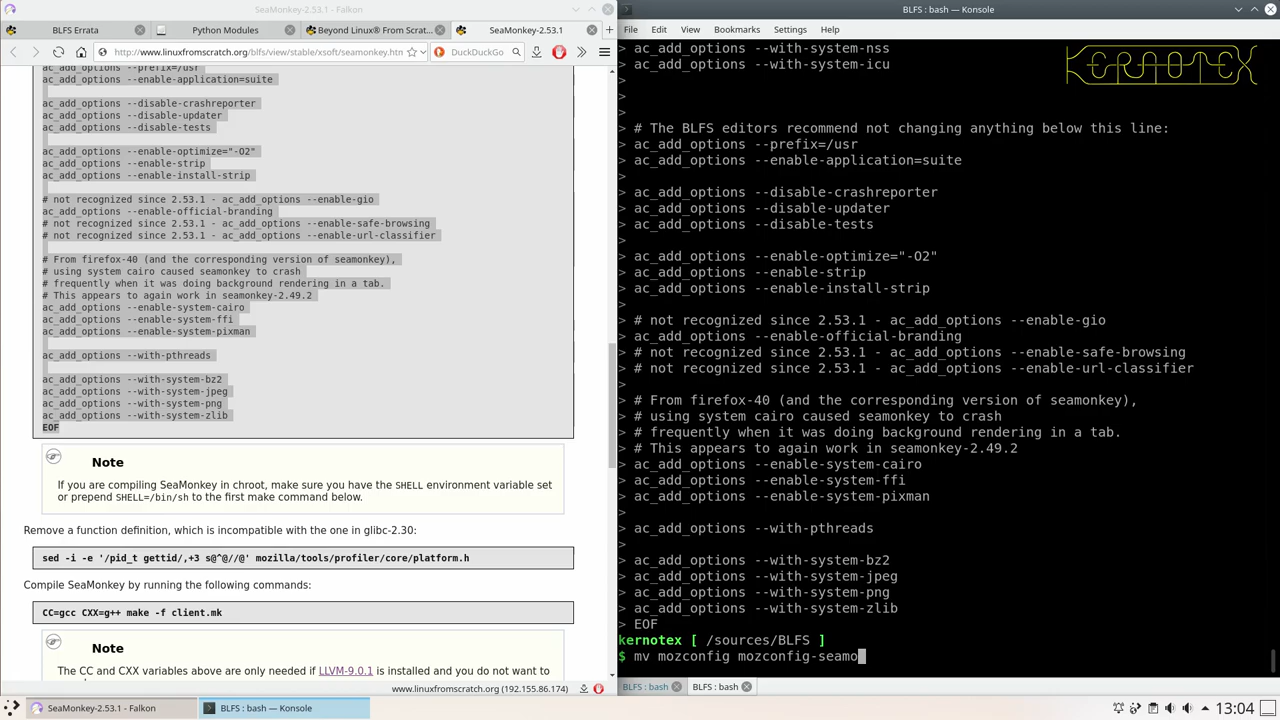 SeaMonkey-2.53.1 - Falkon
BLFS Errata
Python Modules
Beyond Linux® From Scra...
SeaMonkey-2.53.1
http://www.linuxfromscratch.org/blfs/view/stable/xsoft/seamonkey.htm
DuckDuckGo
ac_add_options --prefix=/usr
ac_add_options --enable-application=suite
ac_add_options --disable-crashreporter
ac_add_options --disable-updater
ac_add_options --disable-tests
ac_add_options --enable-optimize="-O2"
ac_add_options --enable-strip
ac_add_options --enable-install-strip
# not recognized since 2.53.1 - ac_add_options --enable-gio
ac_add_options --enable-official-branding
# not recognized since 2.53.1 - ac_add_options --enable-safe-browsing
# not recognized since 2.53.1 - ac_add_options --enable-url-classifier
# From firefox-40 (and the corresponding version of seamonkey),
# using system cairo caused seamonkey to crash
# frequently when it was doing background rendering in a tab.
# This appears to again work in seamonkey-2.49.2
ac_add_options --enable-system-cairo
ac_add_options --enable-system-ffi
ac_add_options --enable-system-pixman
ac_add_options --with-pthreads
ac_add_options --with-system-bz2
ac_add_options --with-system-jpeg
ac_add_options --with-system-png
ac_add_options --with-system-zlib
EOF
Note
If you are compiling SeaMonkey in chroot, make sure you have the SHELL environment variable set
or prepend SHELL=/bin/sh to the first make command below.
Remove a function definition, which is incompatible with the one in glibc-2.30:
sed -i -e '/pid_t gettid/,+3 s@^@//@' mozilla/tools/profiler/core/platform.h
Compile SeaMonkey by running the following commands:
CC=gcc CXX=g++ make -f client.mk
Note
The CC and CXX variables above are only needed if LLVM-9.0.1 is installed and you do not want to
www.linuxfromscratch.org (192.155.86.174)
BLFS : bash — Konsole
File Edit View Bookmarks Settings Help
KERNOTEX
> ac_add_options --with-system-nss
> ac_add_options --with-system-icu
>
>
>
> # The BLFS editors recommend not changing anything below this line:
> ac_add_options --prefix=/usr
> ac_add_options --enable-application=suite
>
> ac_add_options --disable-crashreporter
> ac_add_options --disable-updater
> ac_add_options --disable-tests
>
> ac_add_options --enable-optimize="-O2"
> ac_add_options --enable-strip
> ac_add_options --enable-install-strip
>
> # not recognized since 2.53.1 - ac_add_options --enable-gio
> ac_add_options --enable-official-branding
> # not recognized since 2.53.1 - ac_add_options --enable-safe-browsing
> # not recognized since 2.53.1 - ac_add_options --enable-url-classifier
>
> # From firefox-40 (and the corresponding version of seamonkey),
> # using system cairo caused seamonkey to crash
> # frequently when it was doing background rendering in a tab.
> # This appears to again work in seamonkey-2.49.2
> ac_add_options --enable-system-cairo
> ac_add_options --enable-system-ffi
> ac_add_options --enable-system-pixman
>
> ac_add_options --with-pthreads
>
> ac_add_options --with-system-bz2
> ac_add_options --with-system-jpeg
> ac_add_options --with-system-png
> ac_add_options --with-system-zlib
> EOF
kernotex [ /sources/BLFS ]
$ mv mozconfig mozconfig-seamo
BLFS : bash
BLFS : bash
SeaMonkey-2.53.1 - Falkon
BLFS : bash — Konsole
13:04